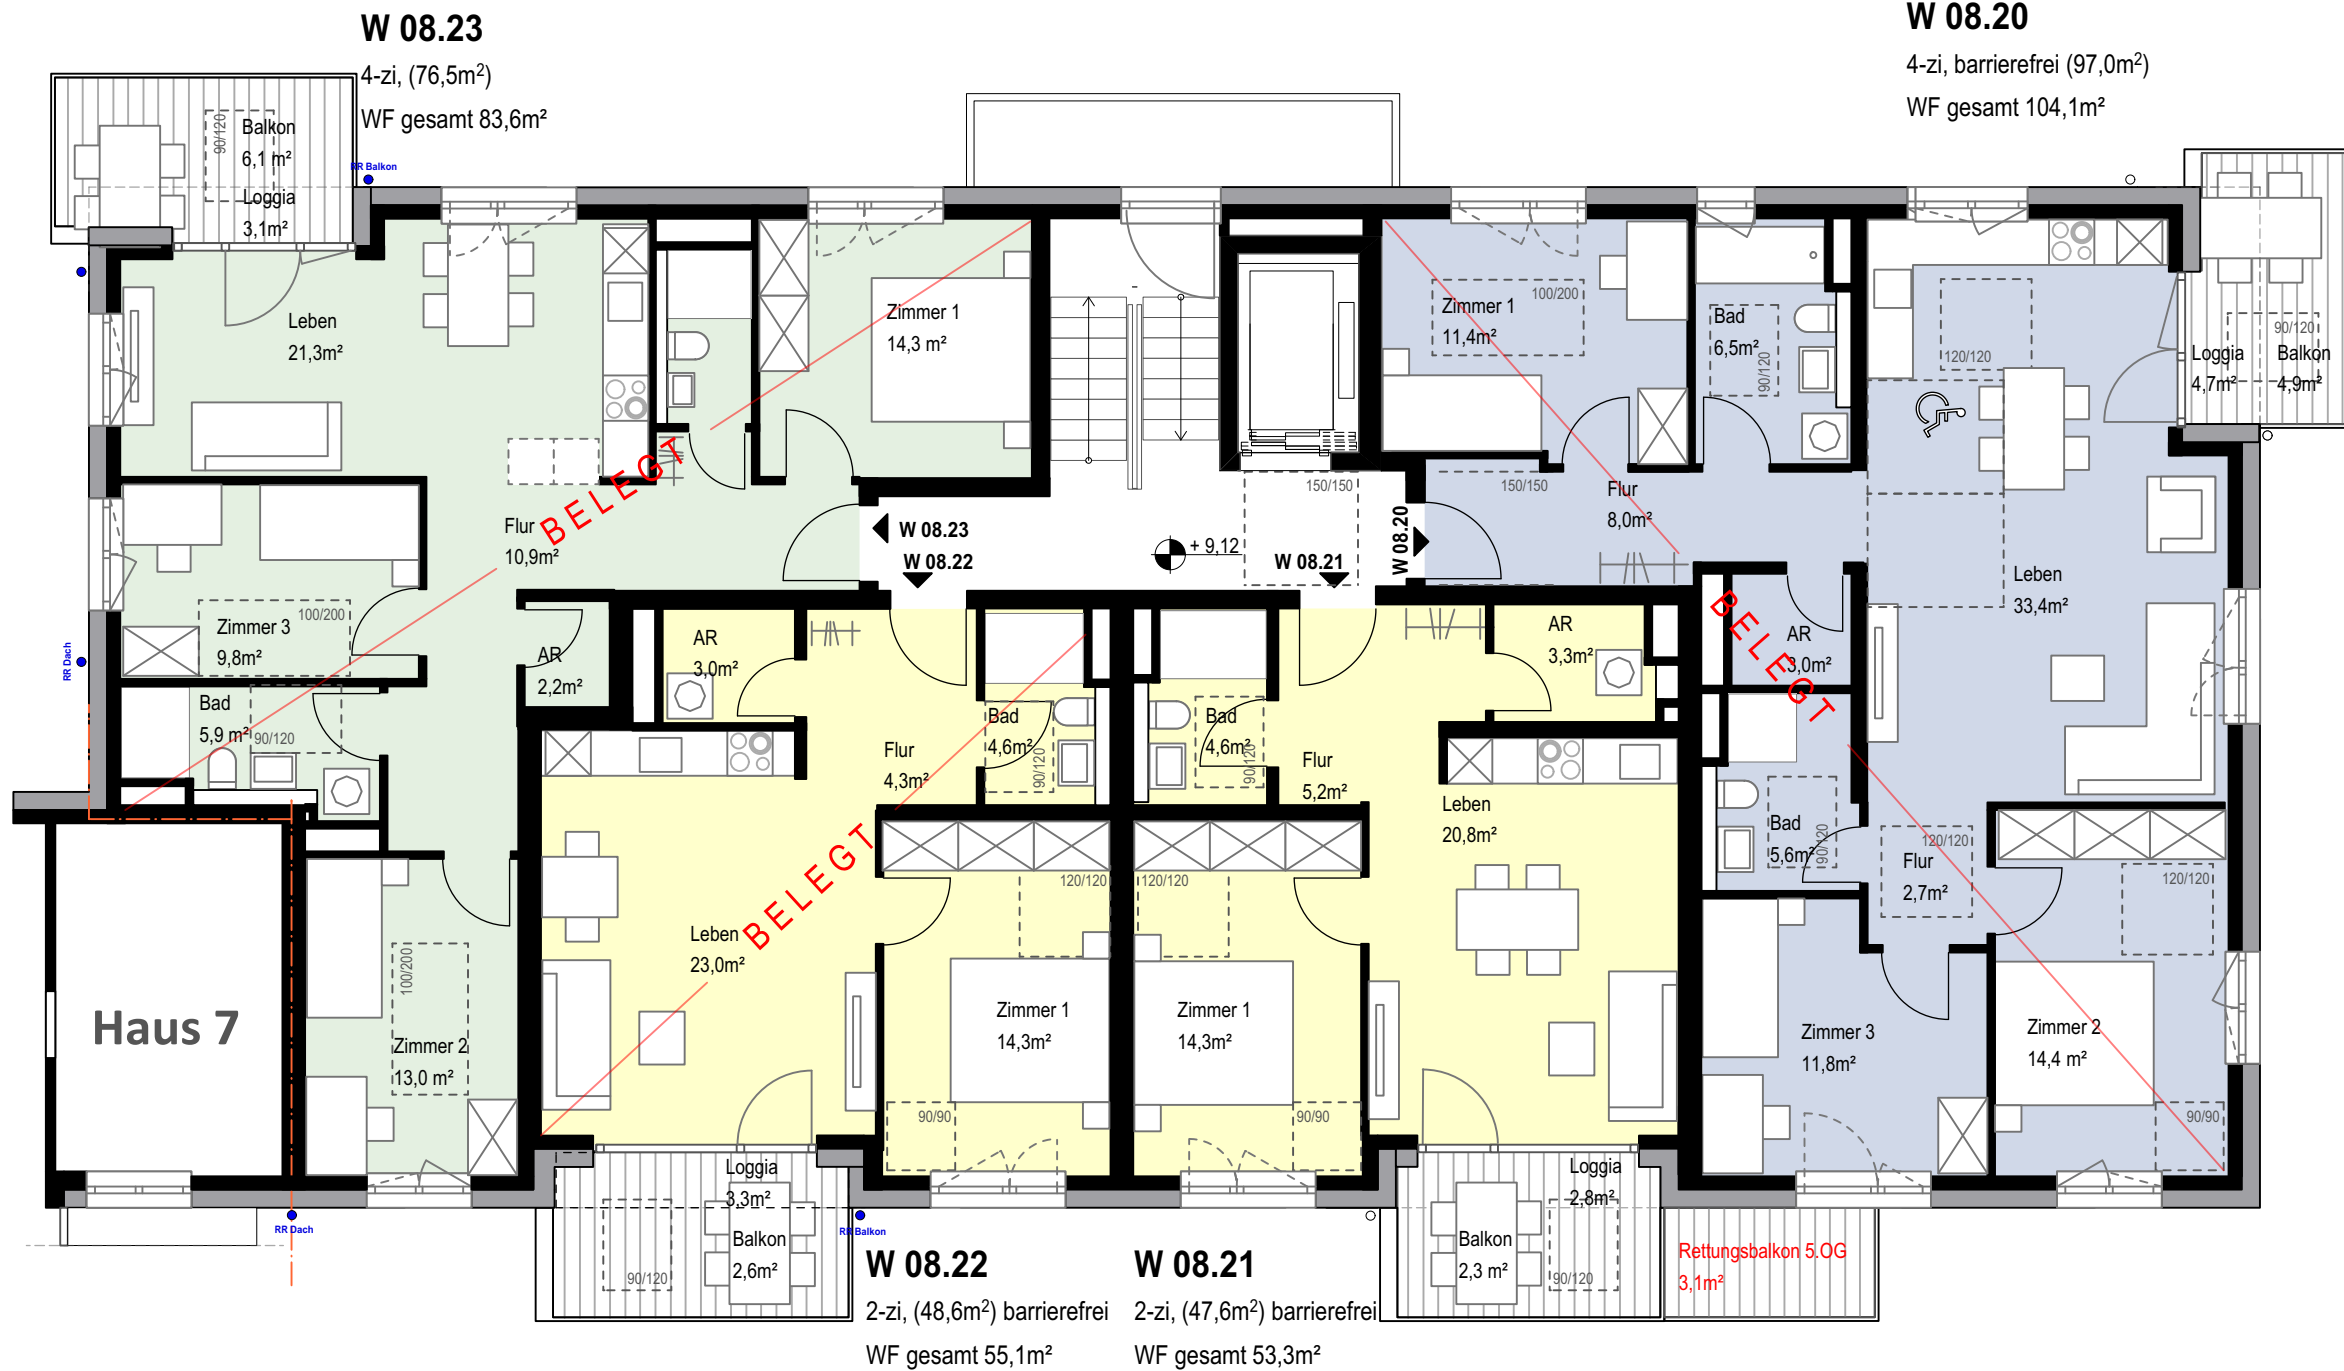 W 08.23
4-zi, (76,5m²)
WF gesamt 83,6m²
W 08.20
4-zi, barrierefrei (97,0m²)
WF gesamt 104,1m²
90/120
Balkon
6,1 m²
Loggia
3,1m²
RR Balkon
Leben
21,3m²
Zimmer 1
14,3 m²
Zimmer 1
11,4m²
100/200
Bad
6,5m²
90/120
120/120
Loggia
4,7m²
90/120
Balkon
4,9m²
BELEGT
Flur
10,9m²
W 08.23
W 08.22
+ 9,12
150/150
W 08.21
W 08.20
150/150
Flur
8,0m²
Leben
33,4m²
Zimmer 3
9,8m²
100/200
RR Dach
AR
2,2m²
AR
3,0m²
AR
3,3m²
BELEGT
AR
3,0m²
Bad
5,9 m²
90/120
Flur
4,3m²
Bad
4,6m²
90/120
Bad
4,6m²
90/120
Flur
5,2m²
Leben
20,8m²
Bad
5,6m²
90/120
120/120
Flur
2,7m²
120/120
BELEGT
Leben
23,0m²
120/120
120/120
Haus 7
100/200
Zimmer 2
13,0 m²
Zimmer 1
14,3m²
Zimmer 1
14,3m²
Zimmer 3
11,8m²
Zimmer 2
14,4 m²
90/90
90/90
90/90
Loggia
3,3m²
Balkon
2,6m²
90/120
Loggia
2,8m²
Balkon
2,3 m²
90/120
RR Dach
RR Balkon
Rettungsbalkon 5.OG
3,1m²
W 08.22
2-zi, (48,6m²) barrierefrei
WF gesamt 55,1m²
W 08.21
2-zi, (47,6m²) barrierefrei
WF gesamt 53,3m²